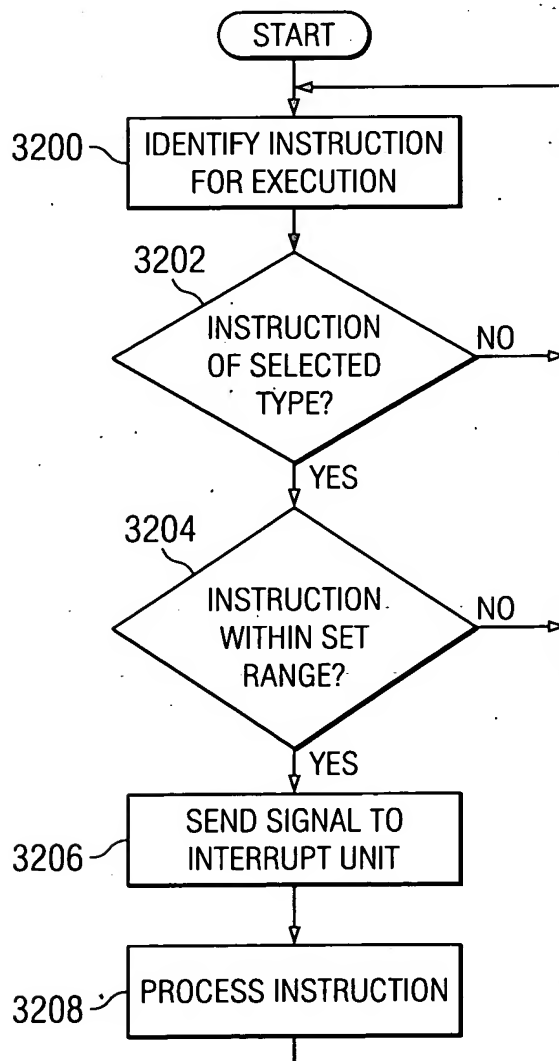 START
3200
IDENTIFY INSTRUCTION
FOR EXECUTION
3202
INSTRUCTION
OF SELECTED
TYPE?
NO
YES
3204
INSTRUCTION
WITHIN SET
RANGE?
NO
YES
3206
SEND SIGNAL TO
INTERRUPT UNIT
3208
PROCESS INSTRUCTION